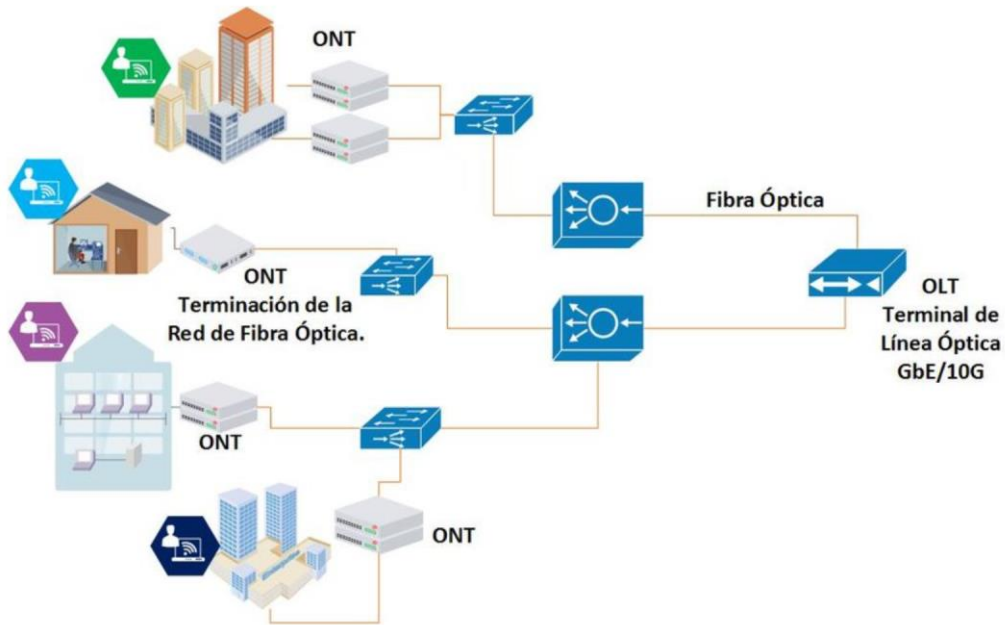 ONT
Fibra Óptica
ONT
Terminación de la
Red de Fibra Óptica.
OLT
Terminal de
Línea Óptica
GbE/10G
ONT
ONT